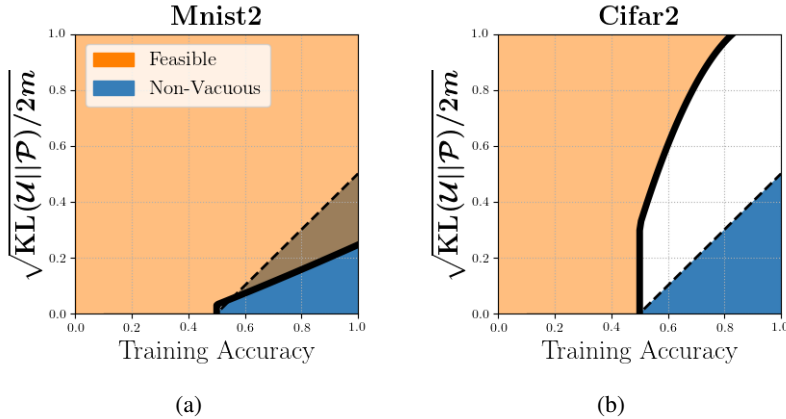 Mnist2
√KL(𝒰||𝒫)/2m
1.0
0.8
0.6
0.4
0.2
0.0
Feasible
Non-Vacuous
0.0 0.2 0.4 0.6 0.8 1.0
Training Accuracy
(a)
Cifar2
√KL(𝒰||𝒫)/2m
1.0
0.8
0.6
0.4
0.2
0.0
0.0 0.2 0.4 0.6 0.8 1.0
Training Accuracy
(b)